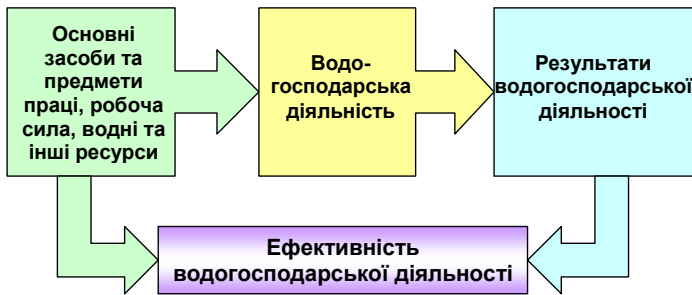 Основні
засоби та
предмети
праці, робоча
сила, водні та
інші ресурси
Водо-
господарська
діяльність
Результати
водогосподарської
діяльності
Ефективність
водогосподарської діяльності